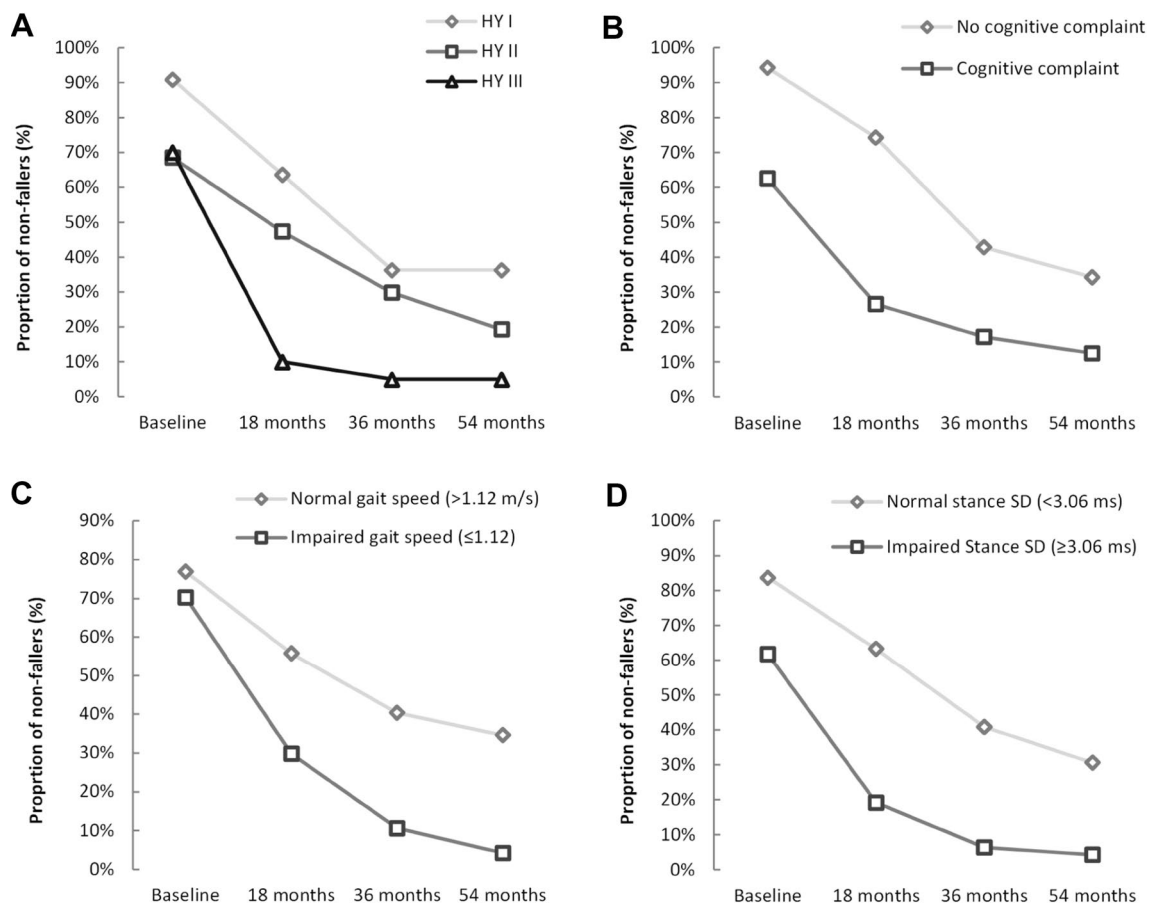 A
HY I
HY II
HY III
100%
90%
80%
70%
60%
50%
40%
30%
20%
10%
0%
Proprtion of non-fallers (%)
Baseline 18 months 36 months 54 months
B
No cognitive complaint
Cognitive complaint
100%
90%
80%
70%
60%
50%
40%
30%
20%
10%
0%
Proprtion of non-fallers (%)
Baseline 18 months 36 months 54 months
C
Normal gait speed (>1.12 m/s)
Impaired gait speed (≤1.12)
90%
80%
70%
60%
50%
40%
30%
20%
10%
0%
Proprtion of non-fallers (%)
Baseline 18 months 36 months 54 months
D
Normal stance SD (<3.06 ms)
Impaired Stance SD (≥3.06 ms)
100%
90%
80%
70%
60%
50%
40%
30%
20%
10%
0%
Proprtion of non-fallers (%)
Baseline 18 months 36 months 54 months